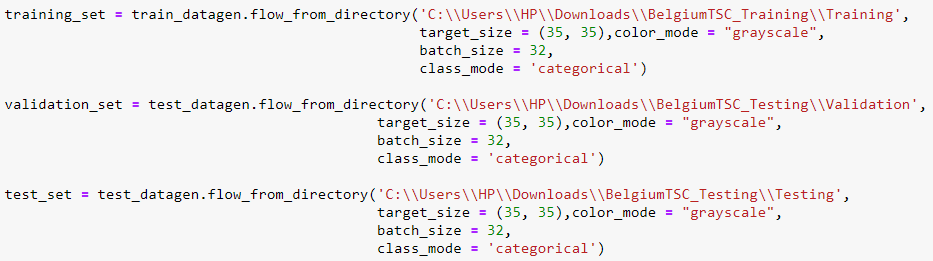 training_set = train_datagen.flow_from_directory('C:\\Users\\HP\\Downloads\\BelgiumTSC_Training\\Training',
target_size = (35, 35),color_mode = "grayscale",
batch_size = 32,
class_mode = 'categorical')
validation_set = test_datagen.flow_from_directory('C:\\Users\\HP\\Downloads\\BelgiumTSC_Testing\\Validation',
target_size = (35, 35),color_mode = "grayscale",
batch_size = 32,
class_mode = 'categorical')
test_set = test_datagen.flow_from_directory('C:\\Users\\HP\\Downloads\\BelgiumTSC_Testing\\Testing',
target_size = (35, 35),color_mode = "grayscale",
batch_size = 32,
class_mode = 'categorical')